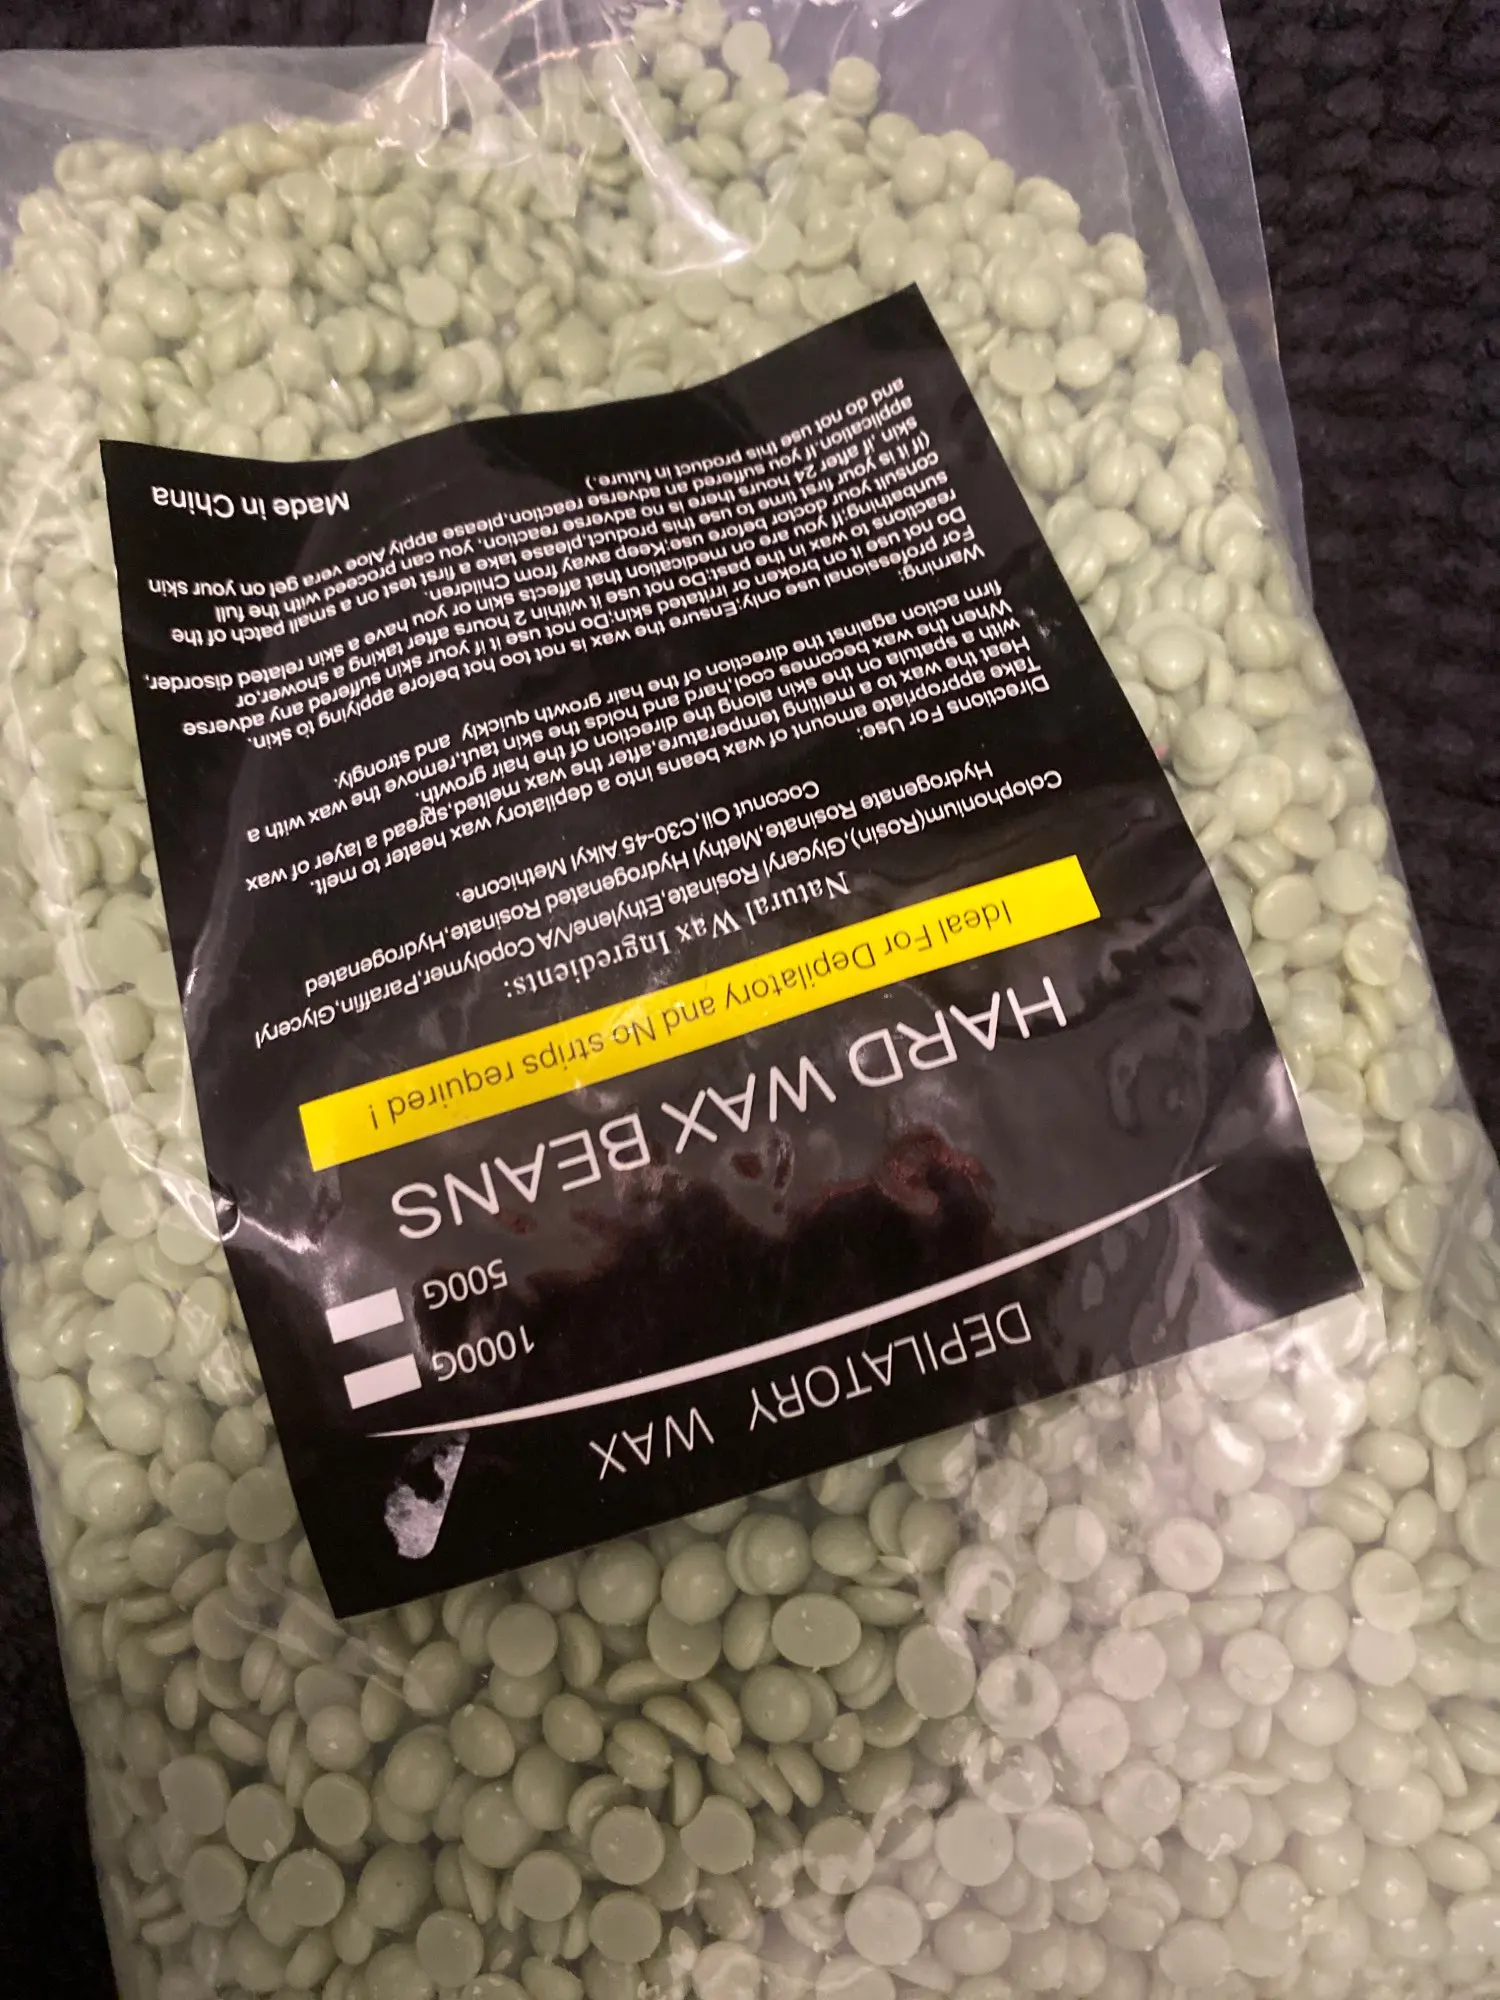 DEPILATORY WAX
1000G
500G
HARD WAX BEANS
Ideal For Depilatory and No strips required !
Natural Wax Ingredients:
Colophonium(Rosin),Glyceryl Rosinate,Ethylene/VA Copolymer,Paraffin,Glyceryl
Hydrogenate Rosinate,Methyl Hydrogenated Rosinate,Hydrogenated
Coconut Oil,C30-45 Alkyl Methicone.
Directions For Use:
Take appropriate amount of wax beans into a depilatory wax heater to melt.
Heat the wax to a melting temperature,after the wax melted,spread a layer of wax
with a spatula on the skin along the direction of the hair growth.
When the wax becomes cool,hard and holds the skin taut,remove the wax with a
firm action against the direction of the hair growth quickly and strongly.
Warning:
For professional use only:Ensure the wax is not too hot before applying to skin.
Do not use it on irritated or broken skin:Do not use it if your skin suffered any adverse
reactions to wax in the past:Do not use it within 2 hours after taking a shower,or
sunbathing:if you are on medication that affects skin or you have a skin related disorder,
consult your doctor before use:Keep away from Children.
(If it is your first time to use this product,please take a first test on a small patch of the
skin, if after 24 hours there is no adverse reaction, you can proceed with the full
application.if you suffered an adverse reaction,please apply Aloe vera gel on your skin
and do not use this product in future.)
Made in China